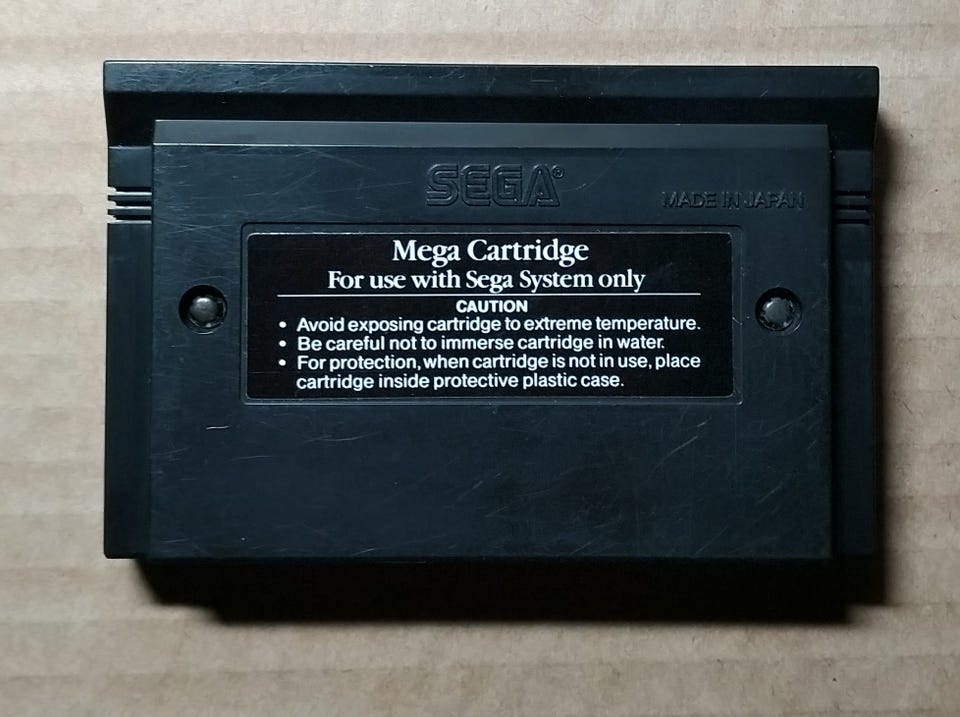 SEGA®
MADE IN JAPAN
Mega Cartridge
For use with Sega System only
CAUTION
• Avoid exposing cartridge to extreme temperature.
• Be careful not to immerse cartridge in water.
• For protection, when cartridge is not in use, place
cartridge inside protective plastic case.